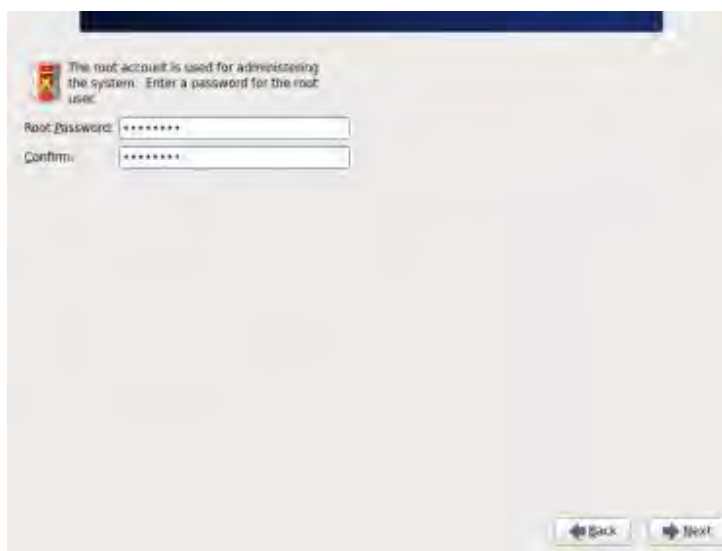 The root account is used for administering
the system. Enter a password for the root
user.
Root Password: ••••••••
Confirm: ••••••••
Back
Next